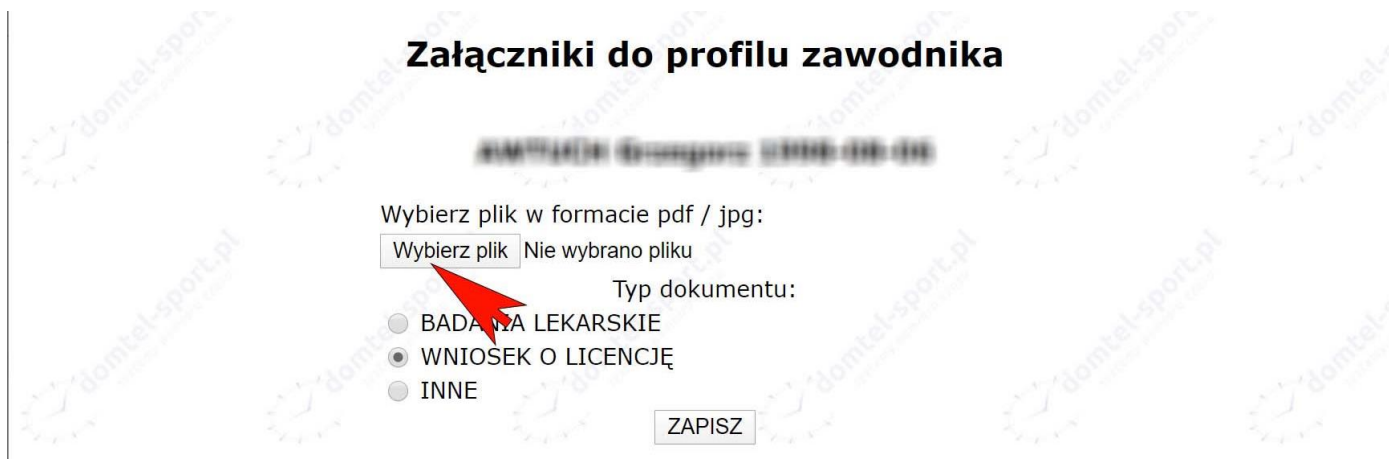 Załączniki do profilu zawodnika
Wybierz plik w formacie pdf / jpg:
Wybierz plik Nie wybrano pliku
Typ dokumentu:
BADANIA LEKARSKIE
WNIOSEK O LICENCJĘ
INNE
ZAPISZ